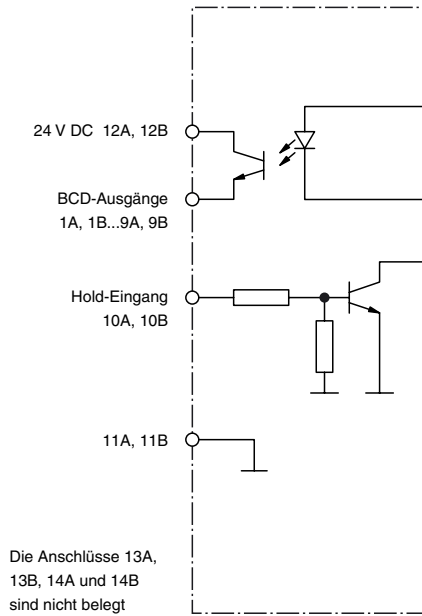 24 V DC 12A, 12B
BCD-Ausgänge
1A, 1B...9A, 9B
Hold-Eingang
10A, 10B
11A, 11B
Die Anschlüsse 13A,
13B, 14A und 14B
sind nicht belegt